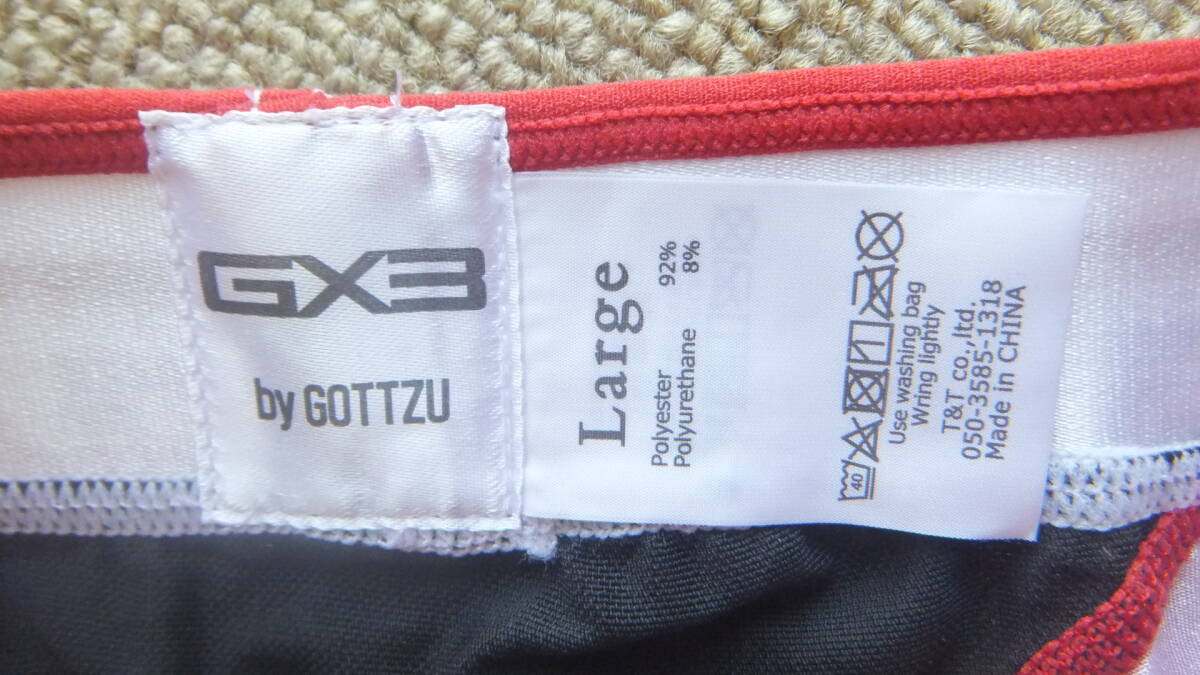 GX3
by GOTTZU
Large
Polyester 92%
Polyurethane 8%
40
Use washing bag
Wring lightly
T&T co.,ltd.
050-3585-1318
Made in CHINA